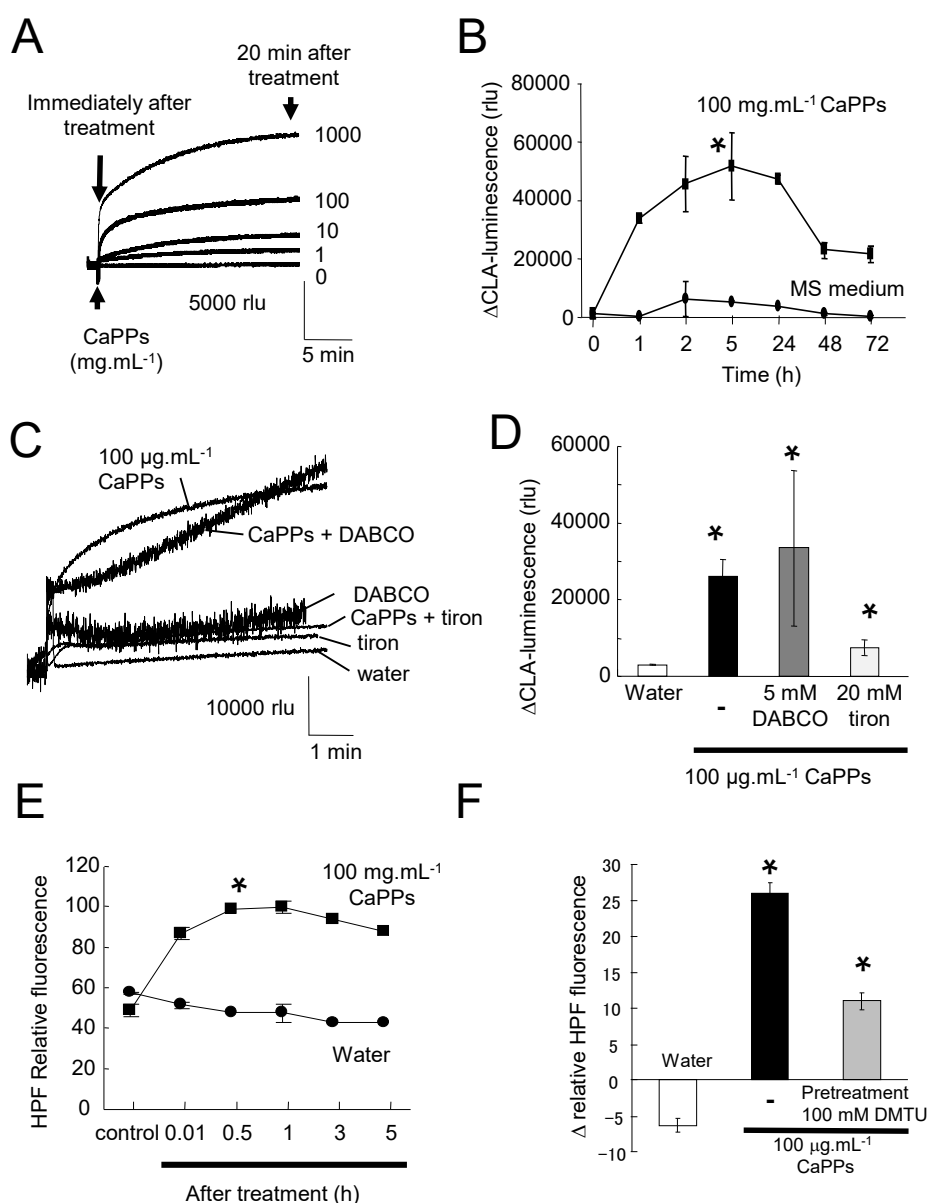 A
20 min after
treatment
Immediately after
treatment
1000
100
10
1
0
5000 rlu
5 min
CaPPs
(mg.mL-1)
B
ΔCLA-luminescence (rlu)
80000
60000
40000
20000
0
100 mg.mL-1 CaPPs
*
MS medium
0 1 2 5 24 48 72
Time (h)
C
100 µg.mL-1
CaPPs
CaPPs + DABCO
DABCO
CaPPs + tiron
tiron
water
10000 rlu
1 min
D
ΔCLA-luminescence (rlu)
60000
40000
20000
0
* * *
Water - 5 mM DABCO 20 mM tiron
100 µg.mL-1 CaPPs
E
HPF Relative fluorescence
120
100
80
60
40
20
0
*
100 mg.mL-1
CaPPs
Water
control 0.01 0.5 1 3 5
After treatment (h)
F
Δ relative HPF fluorescence
30
25
20
15
10
5
0
−5
−10
* *
Water
-
Pretreatment
100 mM DMTU
100 µg.mL-1
CaPPs